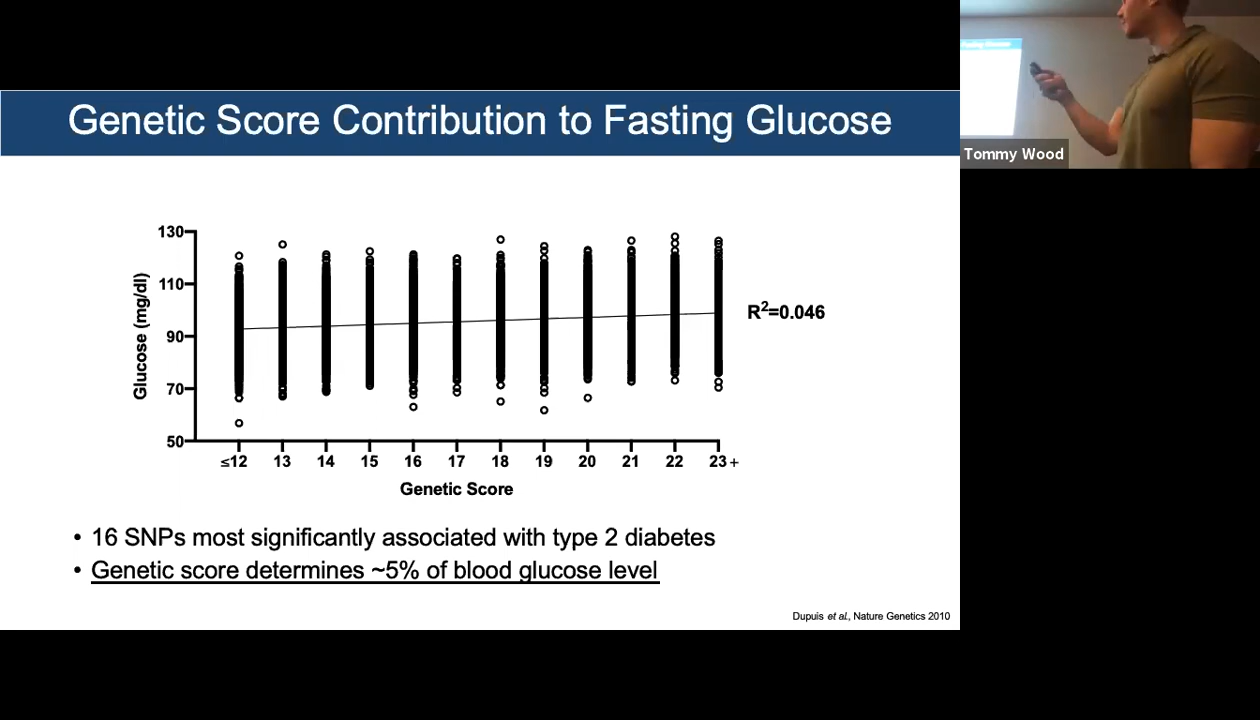 Genetic Score Contribution to Fasting Glucose
Tommy Wood
130
110
90
70
50
Glucose (mg/dl)
R²=0.046
≤12 13 14 15 16 17 18 19 20 21 22 23 +
Genetic Score
• 16 SNPs most significantly associated with type 2 diabetes
• Genetic score determines ~5% of blood glucose level
Dupuis et al., Nature Genetics 2010